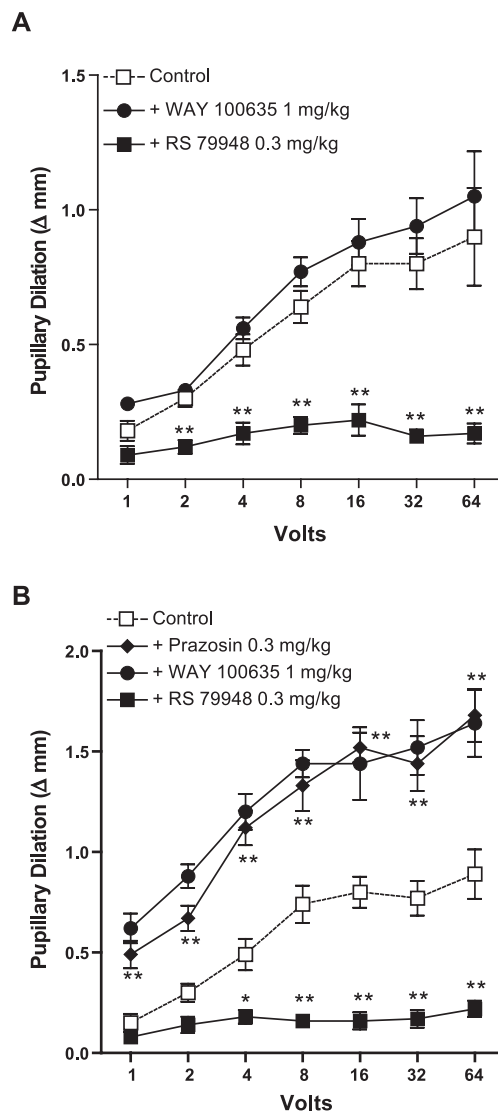 A
Control
+ WAY 100635 1 mg/kg
+ RS 79948 0.3 mg/kg
Pupillary Dilation (Δ mm)
1.5
1.0
0.5
0.0
** ** ** ** ** **
1 2 4 8 16 32 64
Volts
B
Control
+ Prazosin 0.3 mg/kg
+ WAY 100635 1 mg/kg
+ RS 79948 0.3 mg/kg
Pupillary Dilation (Δ mm)
2.0
1.5
1.0
0.5
0.0
**
**
**
**
**
**
**
* ** ** ** **
1 2 4 8 16 32 64
Volts